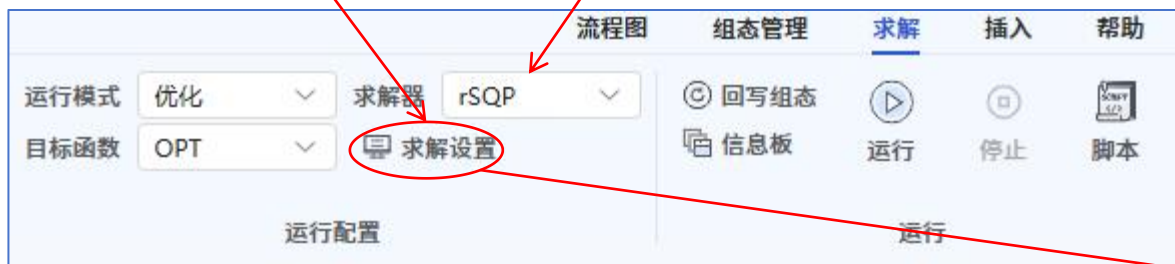 流程图 组态管理 求解 插入 帮助
运行模式 优化 求解器 rSQP 回写组态
目标函数 OPT 求解设置 信息板 运行 停止 脚本
运行配置 运行